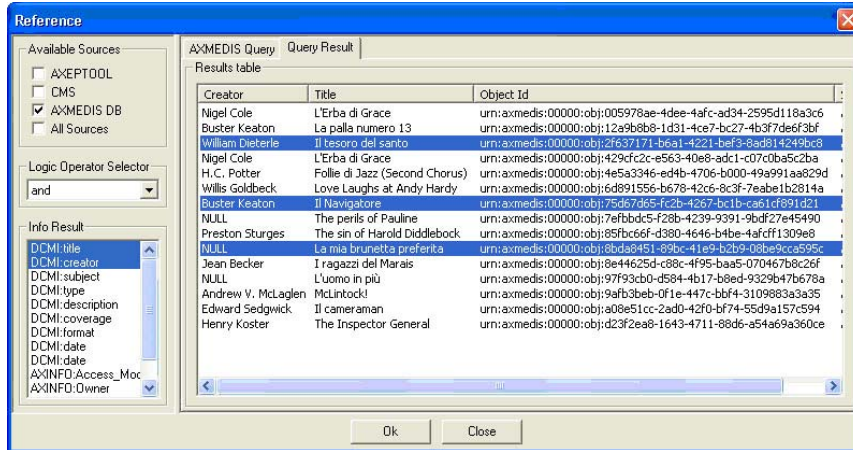 Reference
Available Sources
AXEPTOOL
CMS
AXMEDIS DB
All Sources
Logic Operator Selector
and
Info Result
DCMI:title
DCMI:creator
DCMI:subject
DCMI:type
DCMI:description
DCMI:coverage
DCMI:format
DCMI:date
DCMI:date
AXINFO:Access_Moc
AXINFO:Owner
AXMEDIS Query Query Result
Results table
Creator Title Object Id
Nigel Cole L'Erba di Grace urn:axmedis:00000:obj:005978ae-4dee-4afc-ad34-2595d118a3c6
Buster Keaton La palla numero 13 urn:axmedis:00000:obj:12a9b8b8-1d31-4ce7-bc27-4b3f7de6f3bf
William Dieterle Il tesoro del santo urn:axmedis:00000:obj:2f637171-b6a1-4221-bef3-8ad814249bc8
Nigel Cole L'Erba di Grace urn:axmedis:00000:obj:429cfc2c-e563-40e8-adc1-c07c0ba5c2ba
H.C. Potter Follie di Jazz (Second Chorus) urn:axmedis:00000:obj:4e5a3346-ed4b-4706-b000-49a991aa829d
Willis Goldbeck Love Laughs at Andy Hardy urn:axmedis:00000:obj:6d891556-b678-42c6-8c3f-7eabe1b2814a
Buster Keaton Il Navigatore urn:axmedis:00000:obj:75d67d65-fc2b-4267-bc1b-ca61cf891d21
NULL The perils of Pauline urn:axmedis:00000:obj:7efbbdc5-f28b-4239-9391-9bdf27e45490
Preston Sturges The sin of Harold Diddlebock urn:axmedis:00000:obj:85fbc66f-d380-4646-b4be-4afcff1309e8
NULL La mia brunetta preferita urn:axmedis:00000:obj:8bda8451-89bc-41e9-b2b9-08be9cca595c
Jean Becker I ragazzi del Marais urn:axmedis:00000:obj:8e44625d-c88c-4f95-baa5-070467b8c26f
NULL L'uomo in più urn:axmedis:00000:obj:97f93cb0-d584-4b17-b8ed-9329b47b678a
Andrew V. McLaglen McLintock! urn:axmedis:00000:obj:9afb3beb-0f1e-447c-bbf4-3109883a3a35
Edward Sedgwick Il cameraman urn:axmedis:00000:obj:a08e51cc-2ad0-42f0-bf74-55d9a157c594
Henry Koster The Inspector General urn:axmedis:00000:obj:d23f2ea8-1643-4711-88d6-a54a69a360ce
Ok Close